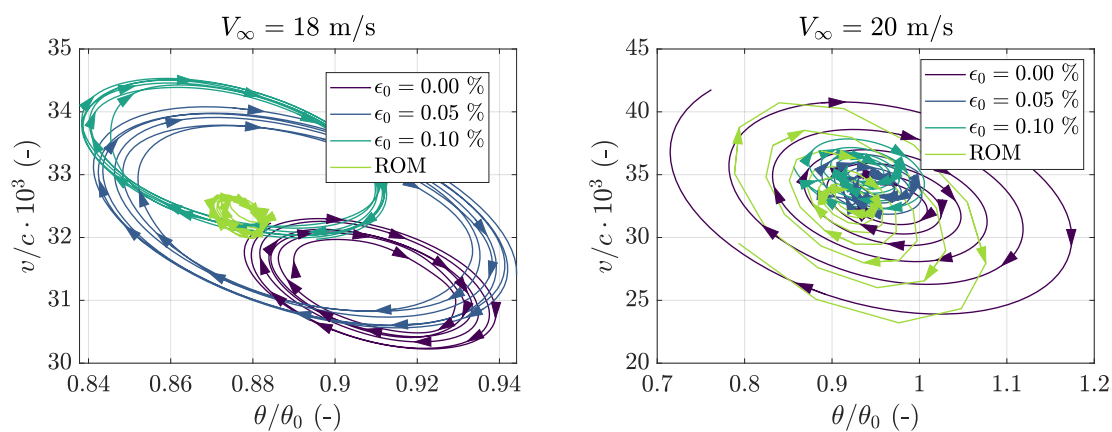 V∞ = 18 m/s
35
34
33
32
31
30
v/c · 10³ (-)
0.84
0.86
0.88
0.9
0.92
0.94
θ/θ₀ (-)
ϵ₀ = 0.00 %
ϵ₀ = 0.05 %
ϵ₀ = 0.10 %
ROM
V∞ = 20 m/s
45
40
35
30
25
20
v/c · 10³ (-)
0.7
0.8
0.9
1
1.1
1.2
θ/θ₀ (-)
ϵ₀ = 0.00 %
ϵ₀ = 0.05 %
ϵ₀ = 0.10 %
ROM